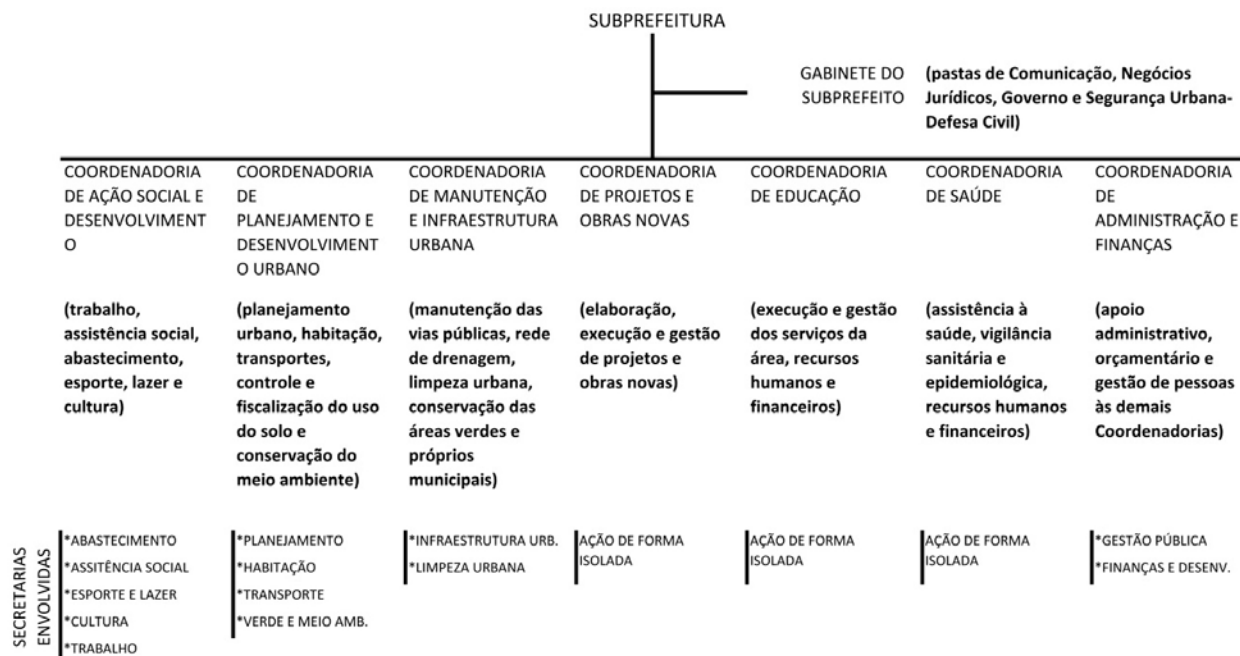 SUBPREFEITURA
GABINETE DO
SUBPREFEITO
(pastas de Comunicação, Negócios
Jurídicos, Governo e Segurança Urbana-
Defesa Civil)
COORDENADORIA
DE AÇÃO SOCIAL E
DESENVOLVIMENT
O
(trabalho,
assistência social,
abastecimento,
esporte, lazer e
cultura)
COORDENADORIA
DE
PLANEJAMENTO E
DESENVOLVIMENT
O URBANO
(planejamento
urbano, habitação,
transportes,
controle e
fiscalização do uso
do solo e
conservação do
meio ambiente)
COORDENADORIA
DE MANUTENÇÃO
E INFRAESTRUTURA
URBANA
(manutenção das
vias públicas, rede
de drenagem,
limpeza urbana,
conservação das
áreas verdes e
próprios
municipais)
COORDENADORIA
DE PROJETOS E
OBRAS NOVAS
(elaboração,
execução e gestão
de projetos e
obras novas)
COORDENADORIA
DE EDUCAÇÃO
(execução e gestão
dos serviços da
área, recursos
humanos e
financeiros)
COORDENADORIA
DE SAÚDE
(assistência à
saúde, vigilância
sanitária e
epidemiológica,
recursos humanos
e financeiros)
COORDENADORIA
DE
ADMINISTRAÇÃO E
FINANÇAS
(apoio
administrativo,
orçamentário e
gestão de pessoas
às demais
Coordenadorias)
SECRETARIAS
ENVOLVIDAS
*ABASTECIMENTO
*ASSITÊNCIA SOCIAL
*ESPORTE E LAZER
*CULTURA
*TRABALHO
*PLANEJAMENTO
*HABITAÇÃO
*TRANSPORTE
*VERDE E MEIO AMB.
*INFRAESTRUTURA URB.
*LIMPEZA URBANA
AÇÃO DE FORMA
ISOLADA
AÇÃO DE FORMA
ISOLADA
AÇÃO DE FORMA
ISOLADA
*GESTÃO PÚBLICA
*FINANÇAS E DESENV.